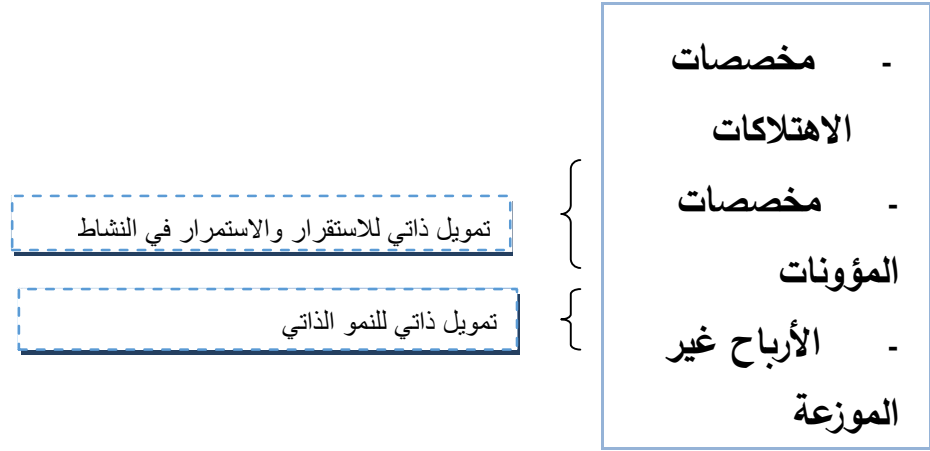 - مخصصات
الاهتلاكات
- مخصصات
المؤونات
- الأرباح غير
الموزعة
تمويل ذاتي للاستقرار والاستمرار في النشاط
تمويل ذاتي للنمو الذاتي